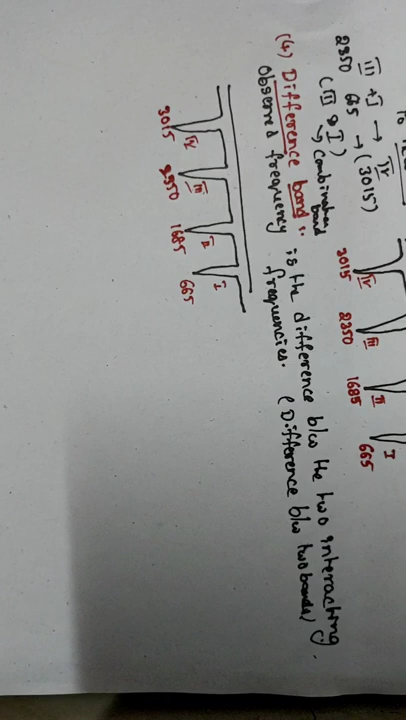 III + I → IV
2350 665 → (3015)
(III & I)
↳ Combination
band
IV III II I
3015 2350 1685 665
(4) Difference band :.
Observed frequency is the difference b/w the two interacting
frequencies. (Difference b/w two bands)
IV III II I
3015 2350 1685 665